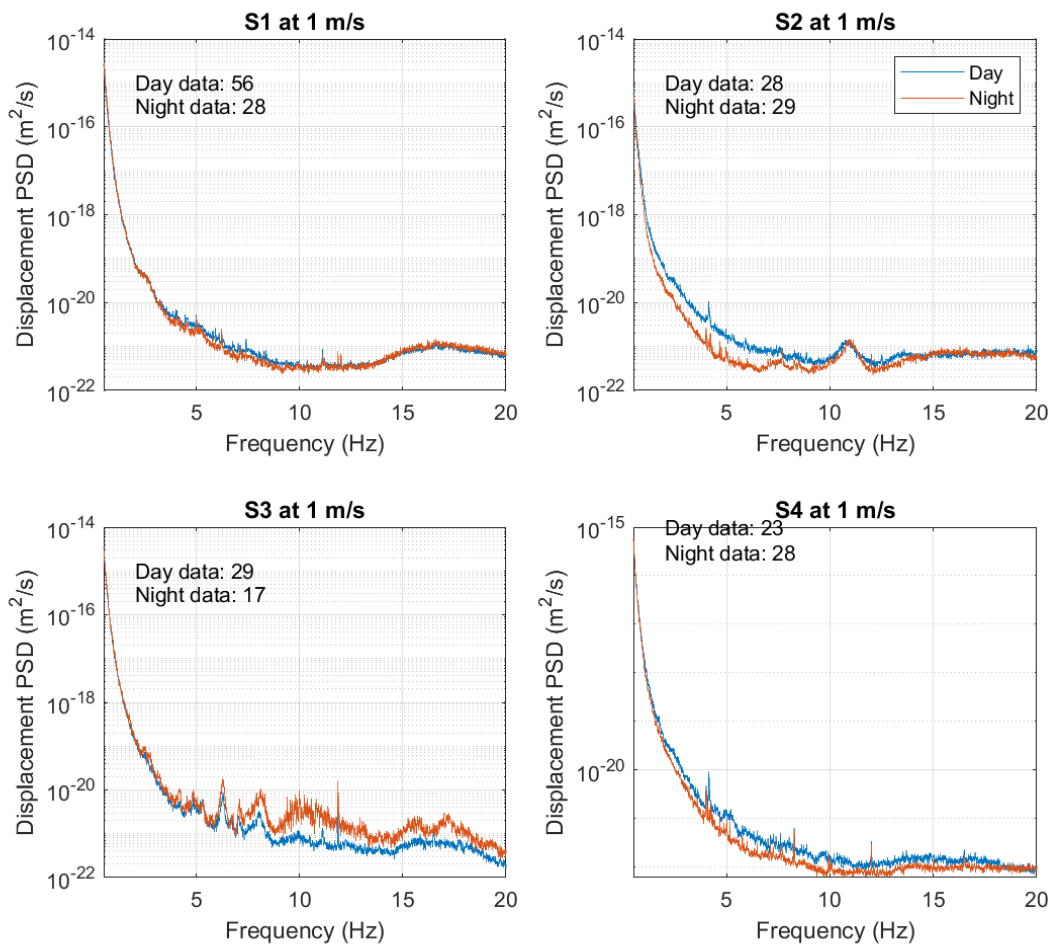 S1 at 1 m/s
10^-14
10^-16
10^-18
10^-20
10^-22
Displacement PSD (m^2/s)
Day data: 56
Night data: 28
5
10
15
20
Frequency (Hz)
S2 at 1 m/s
10^-14
10^-16
10^-18
10^-20
10^-22
Displacement PSD (m^2/s)
Day data: 28
Night data: 29
Day
Night
5
10
15
20
Frequency (Hz)
S3 at 1 m/s
10^-14
10^-16
10^-18
10^-20
10^-22
Displacement PSD (m^2/s)
Day data: 29
Night data: 17
5
10
15
20
Frequency (Hz)
S4 at 1 m/s
10^-15
10^-20
Displacement PSD (m^2/s)
Day data: 23
Night data: 28
5
10
15
20
Frequency (Hz)